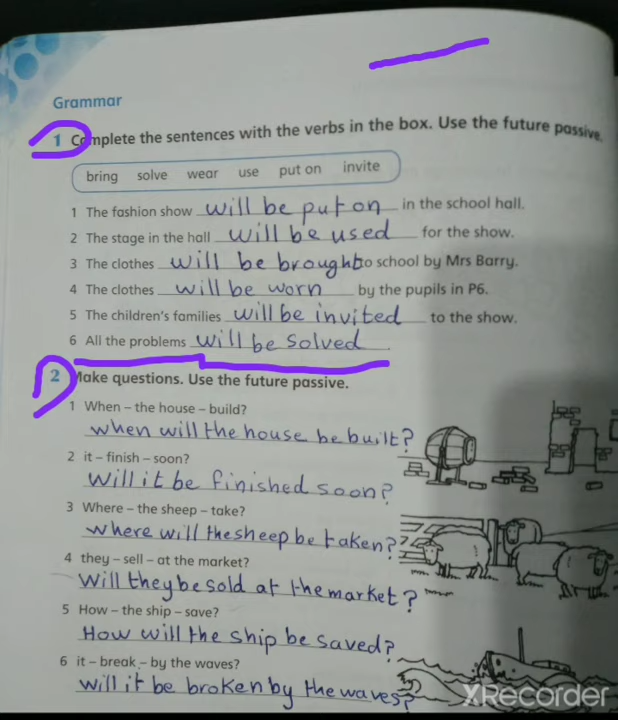 Grammar
1 Complete the sentences with the verbs in the box. Use the future passive.
bring solve wear use put on invite
1 The fashion show will be put on in the school hall.
2 The stage in the hall will be used for the show.
3 The clothes will be brought to school by Mrs Barry.
4 The clothes will be worn by the pupils in P6.
5 The children's families will be invited to the show.
6 All the problems will be solved
2 Make questions. Use the future passive.
1 When – the house – build?
when will the house be built?
2 it – finish – soon?
Will it be finished soon?
3 Where – the sheep – take?
where will the sheep be taken?
4 they – sell – at the market?
Will they be sold at the market?
5 How – the ship – save?
How will the ship be saved?
6 it – break – by the waves?
will it be broken by the waves?
XRecorder